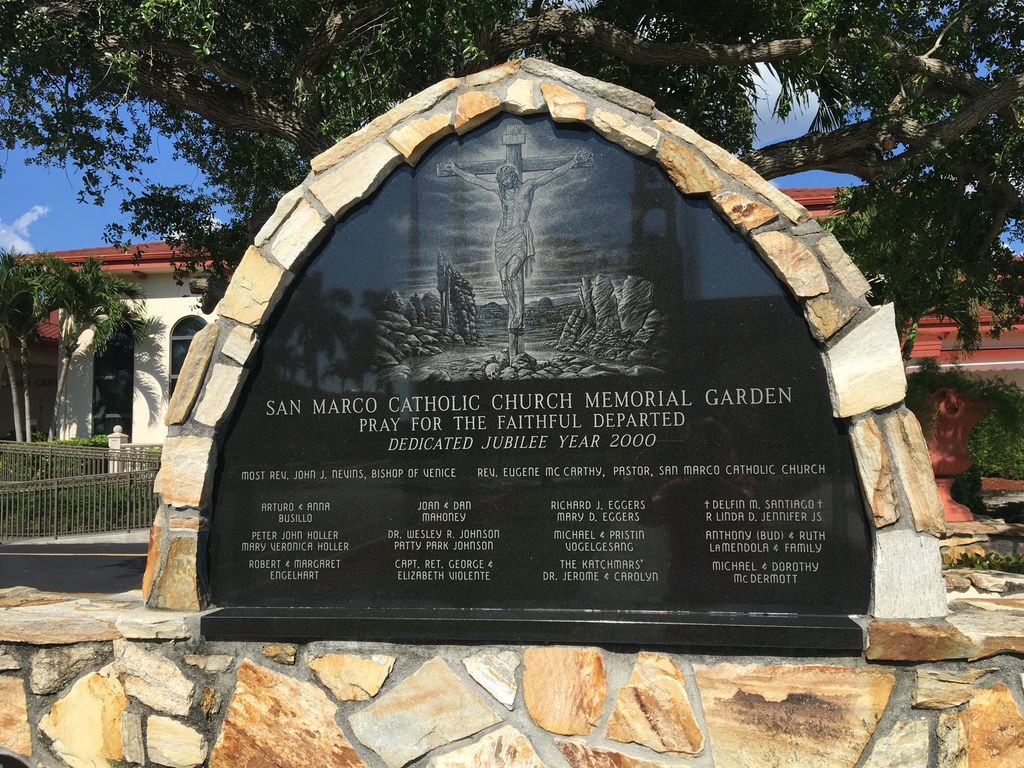 SAN MARCO CATHOLIC CHURCH MEMORIAL GARDEN
PRAY FOR THE FAITHFUL DEPARTED
DEDICATED JUBILEE YEAR 2000
MOST REV. JOHN J. NEVINS, BISHOP OF VENICE REV. EUGENE MC CARTHY, PASTOR, SAN MARCO CATHOLIC CHURCH
ARTURO & ANNA
BUSILLO
JOAN & DAN
MAHONEY
RICHARD J. EGGERS
MARY D. EGGERS
†DELFIN M. SANTIAGO†
R LINDA D. JENNIFER JS
PETER JOHN HOLLER
MARY VERONICA HOLLER
DR. WESLEY R. JOHNSON
PATTY PARK JOHNSON
MICHAEL & PRISTIN
VOGELGESANG
ANTHONY (BUD) & RUTH
LAMENDOLA & FAMILY
ROBERT & MARGARET
ENGELHART
CAPT. RET. GEORGE &
ELIZABETH VIOLENTE
THE KATCHMARS'
DR. JEROME & CAROLYN
MICHAEL & DOROTHY
MCDERMOTT